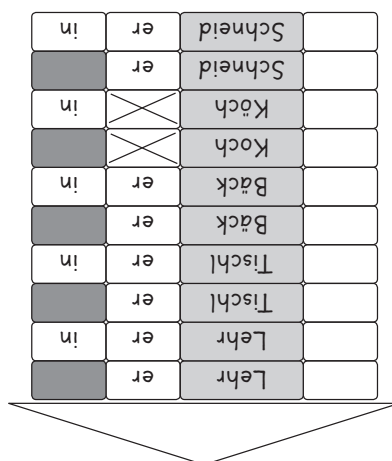 Lehr er
Lehr er in
Tischl er
Tischl er in
Bäck er
Bäck er in
Koch
Köch in
Schneid er
Schneid er in